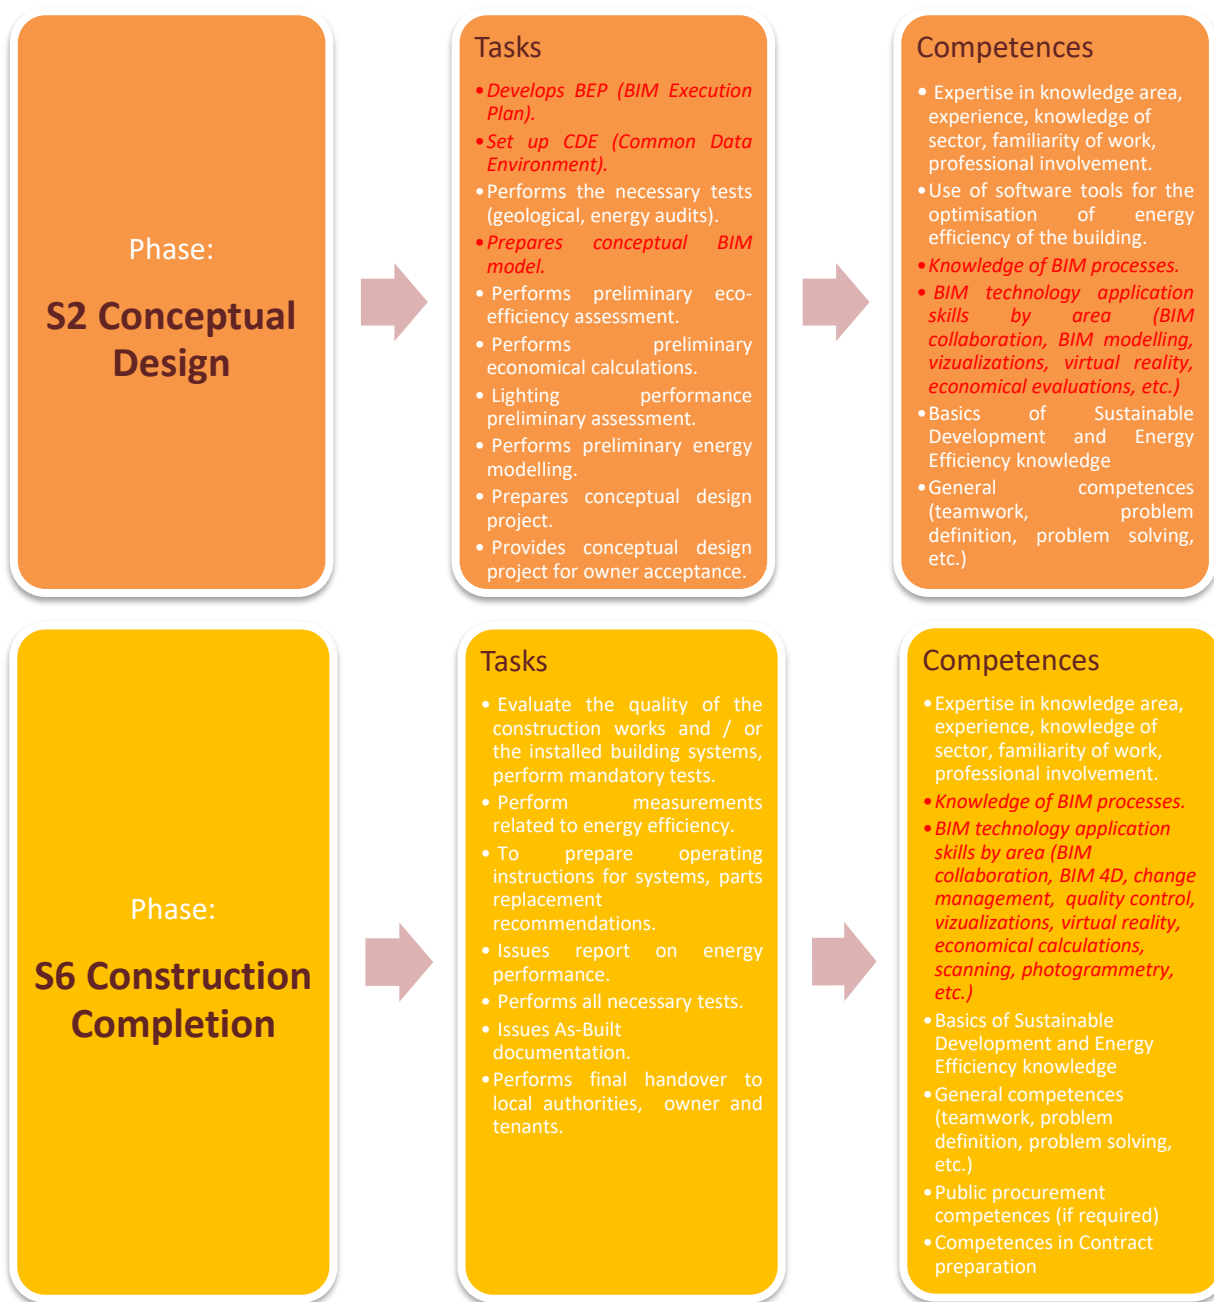 Phase:
S2 Conceptual
Design
Tasks
•Develops BEP (BIM Execution
Plan).
•Set up CDE (Common Data
Environment).
•Performs the necessary tests
(geological, energy audits).
•Prepares conceptual BIM
model.
• Performs preliminary eco-
efficiency assessment.
• Performs preliminary
economical calculations.
• Lighting performance
preliminary assessment.
• Performs preliminary energy
modelling.
• Prepares conceptual design
project.
• Provides conceptual design
project for owner acceptance.
Competences
• Expertise in knowledge area,
experience, knowledge of
sector, familiarity of work,
professional involvement.
•Use of software tools for the
optimisation of energy
efficiency of the building.
•Knowledge of BIM processes.
• BIM technology application
skills by area (BIM
collaboration, BIM modelling,
vizualizations, virtual reality,
economical evaluations, etc.)
•Basics of Sustainable
Development and Energy
Efficiency knowledge
•General competences
(teamwork, problem
definition, problem solving,
etc.)
Phase:
S6 Construction
Completion
Tasks
• Evaluate the quality of the
construction works and / or
the installed building systems,
perform mandatory tests.
• Perform measurements
related to energy efficiency.
• To prepare operating
instructions for systems, parts
replacement
recommendations.
• Issues report on energy
performance.
• Performs all necessary tests.
• Issues As-Built
documentation.
•Performs final handover to
local authorities, owner and
tenants.
Competences
•Expertise in knowledge area,
experience, knowledge of
sector, familiarity of work,
professional involvement.
•Knowledge of BIM processes.
•BIM technology application
skills by area (BIM
collaboration, BIM 4D, change
management, quality control,
vizualizations, virtual reality,
economical calculations,
scanning, photogrammetry,
etc.)
•Basics of Sustainable
Development and Energy
Efficiency knowledge
•General competences
(teamwork, problem
definition, problem solving,
etc.)
•Public procurement
competences (if required)
•Competences in Contract
preparation